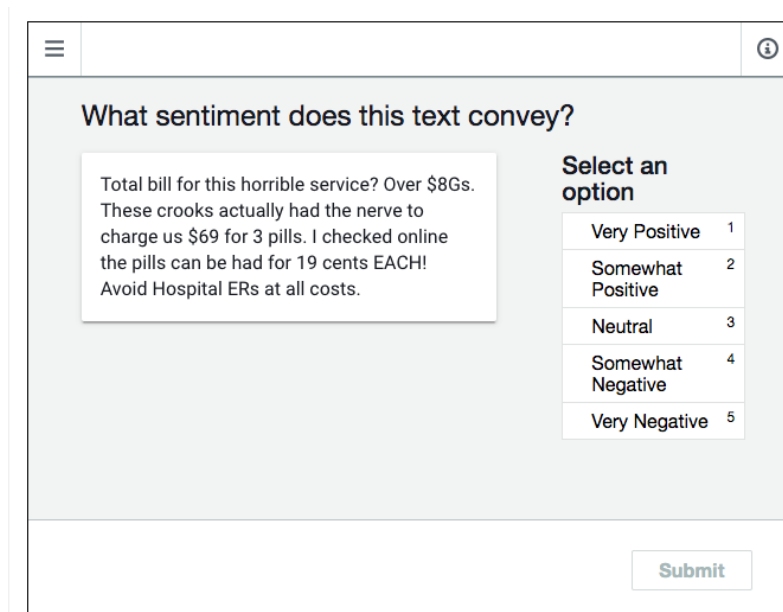 What sentiment does this text convey?
Total bill for this horrible service? Over $8Gs.
These crooks actually had the nerve to
charge us $69 for 3 pills. I checked online
the pills can be had for 19 cents EACH!
Avoid Hospital ERs at all costs.
Select an
option
Very Positive 1
Somewhat 2
Positive
Neutral 3
Somewhat 4
Negative
Very Negative 5
Submit